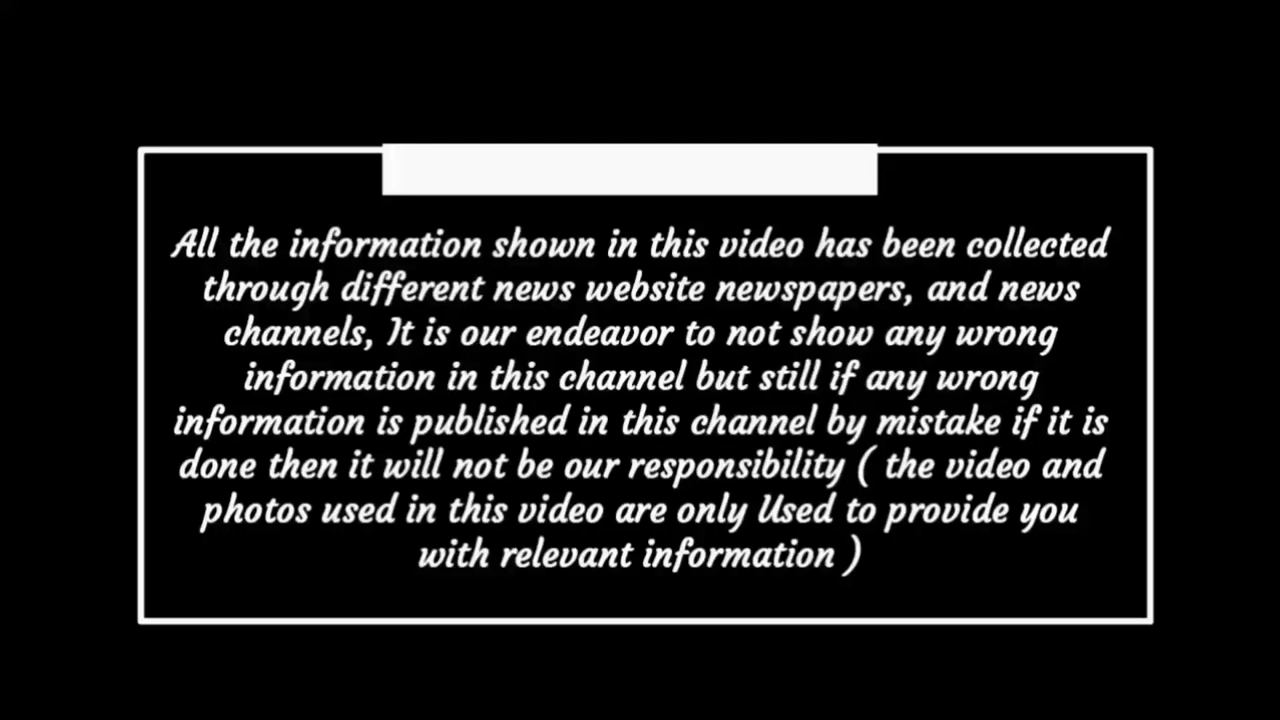 All the information shown in this video has been collected
through different news website newspapers, and news
channels, It is our endeavor to not show any wrong
information in this channel but still if any wrong
information is published in this channel by mistake if it is
done then it will not be our responsibility ( the video and
photos used in this video are only Used to provide you
with relevant information )